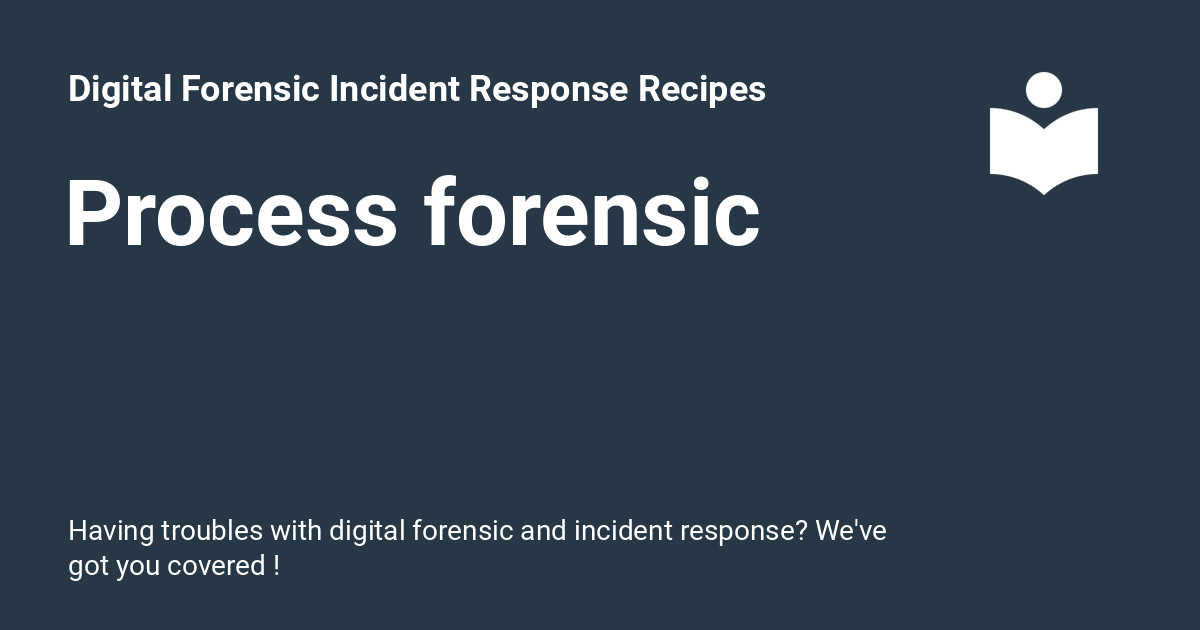 Digital Forensic Incident Response Recipes
Process forensic
Having troubles with digital forensic and incident response? We've
got you covered !